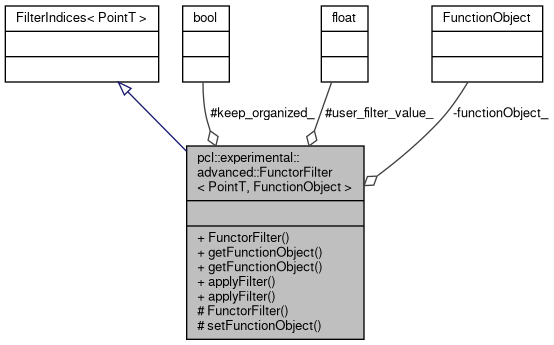 FilterIndices< PointT >
bool
float
FunctionObject
#keep_organized_
#user_filter_value_
-functionObject_
pcl::experimental::
advanced::FunctorFilter
< PointT, FunctionObject >
+ FunctorFilter()
+ getFunctionObject()
+ getFunctionObject()
+ applyFilter()
+ applyFilter()
# FunctorFilter()
# setFunctionObject()